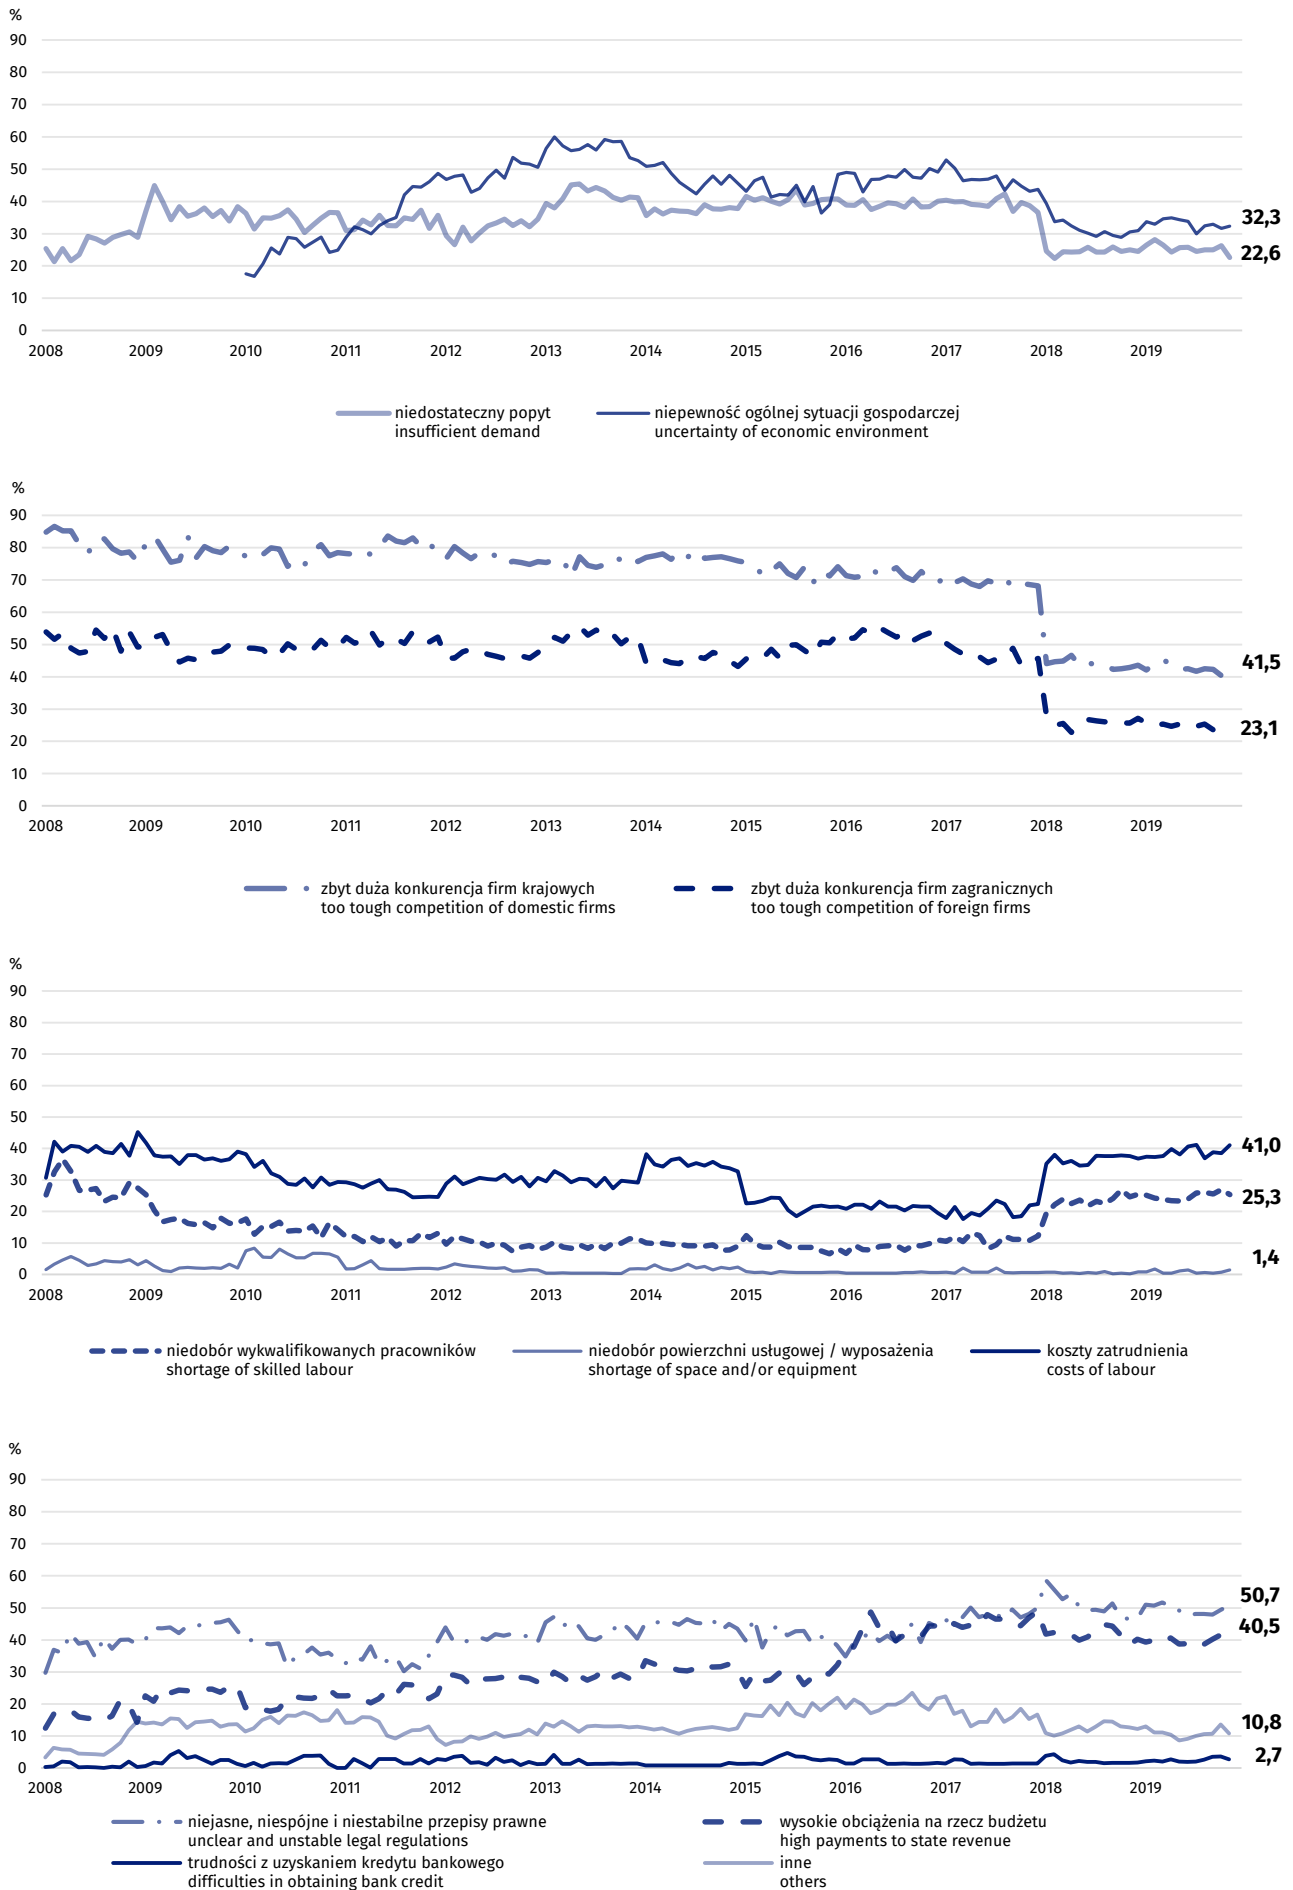 %
90
80
70
60
50
40
30
20
10
0
32,3
22,6
2008 2009 2010 2011 2012 2013 2014 2015 2016 2017 2018 2019
niedostateczny popyt
insufficient demand
niepewność ogólnej sytuacji gospodarczej
uncertainty of economic environment
%
90
80
70
60
50
40
30
20
10
0
41,5
23,1
2008 2009 2010 2011 2012 2013 2014 2015 2016 2017 2018 2019
zbyt duża konkurencja firm krajowych
too tough competition of domestic firms
zbyt duża konkurencja firm zagranicznych
too tough competition of foreign firms
%
90
80
70
60
50
40
30
20
10
0
41,0
25,3
1,4
2008 2009 2010 2011 2012 2013 2014 2015 2016 2017 2018 2019
niedobór wykwalifikowanych pracowników
shortage of skilled labour
niedobór powierzchni usługowej / wyposażenia
shortage of space and/or equipment
koszty zatrudnienia
costs of labour
%
90
80
70
60
50
40
30
20
10
0
50,7
40,5
10,8
2,7
2008 2009 2010 2011 2012 2013 2014 2015 2016 2017 2018 2019
niejasne, niespójne i niestabilne przepisy prawne
unclear and unstable legal regulations
wysokie obciążenia na rzecz budżetu
high payments to state revenue
trudności z uzyskaniem kredytu bankowego
difficulties in obtaining bank credit
inne
others